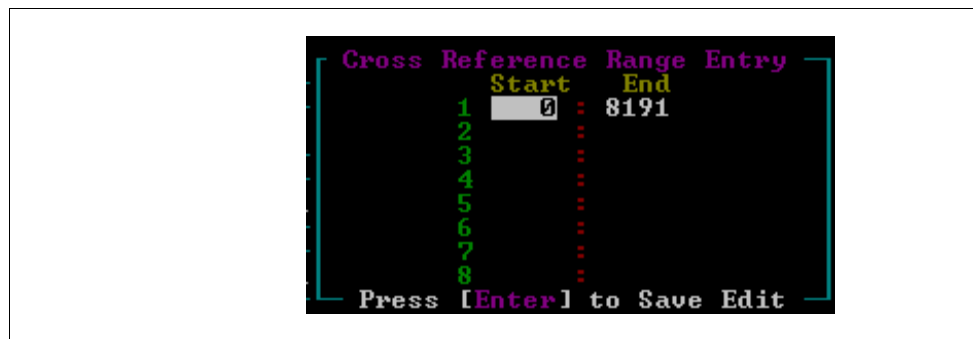 Cross Reference Range Entry
Start End
1 0 : 8191
2 :
3 :
4 :
5 :
6 :
7 :
8 :
Press [Enter] to Save Edit